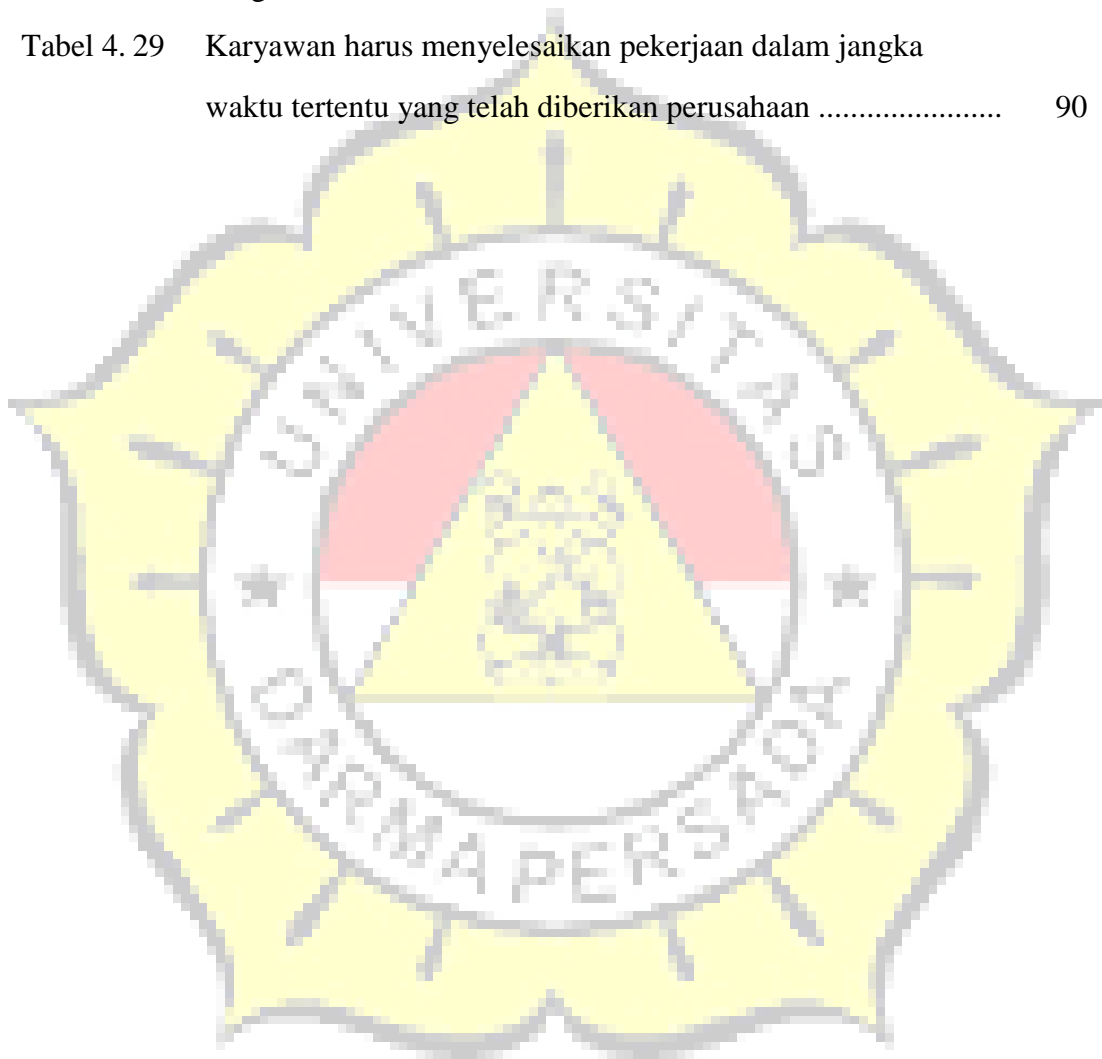 Tabel 4. 29 Karyawan harus menyelesaikan pekerjaan dalam jangka
waktu tertentu yang telah diberikan perusahaan ....................... 90
UNIVERSITAS
DARMA PERSADA